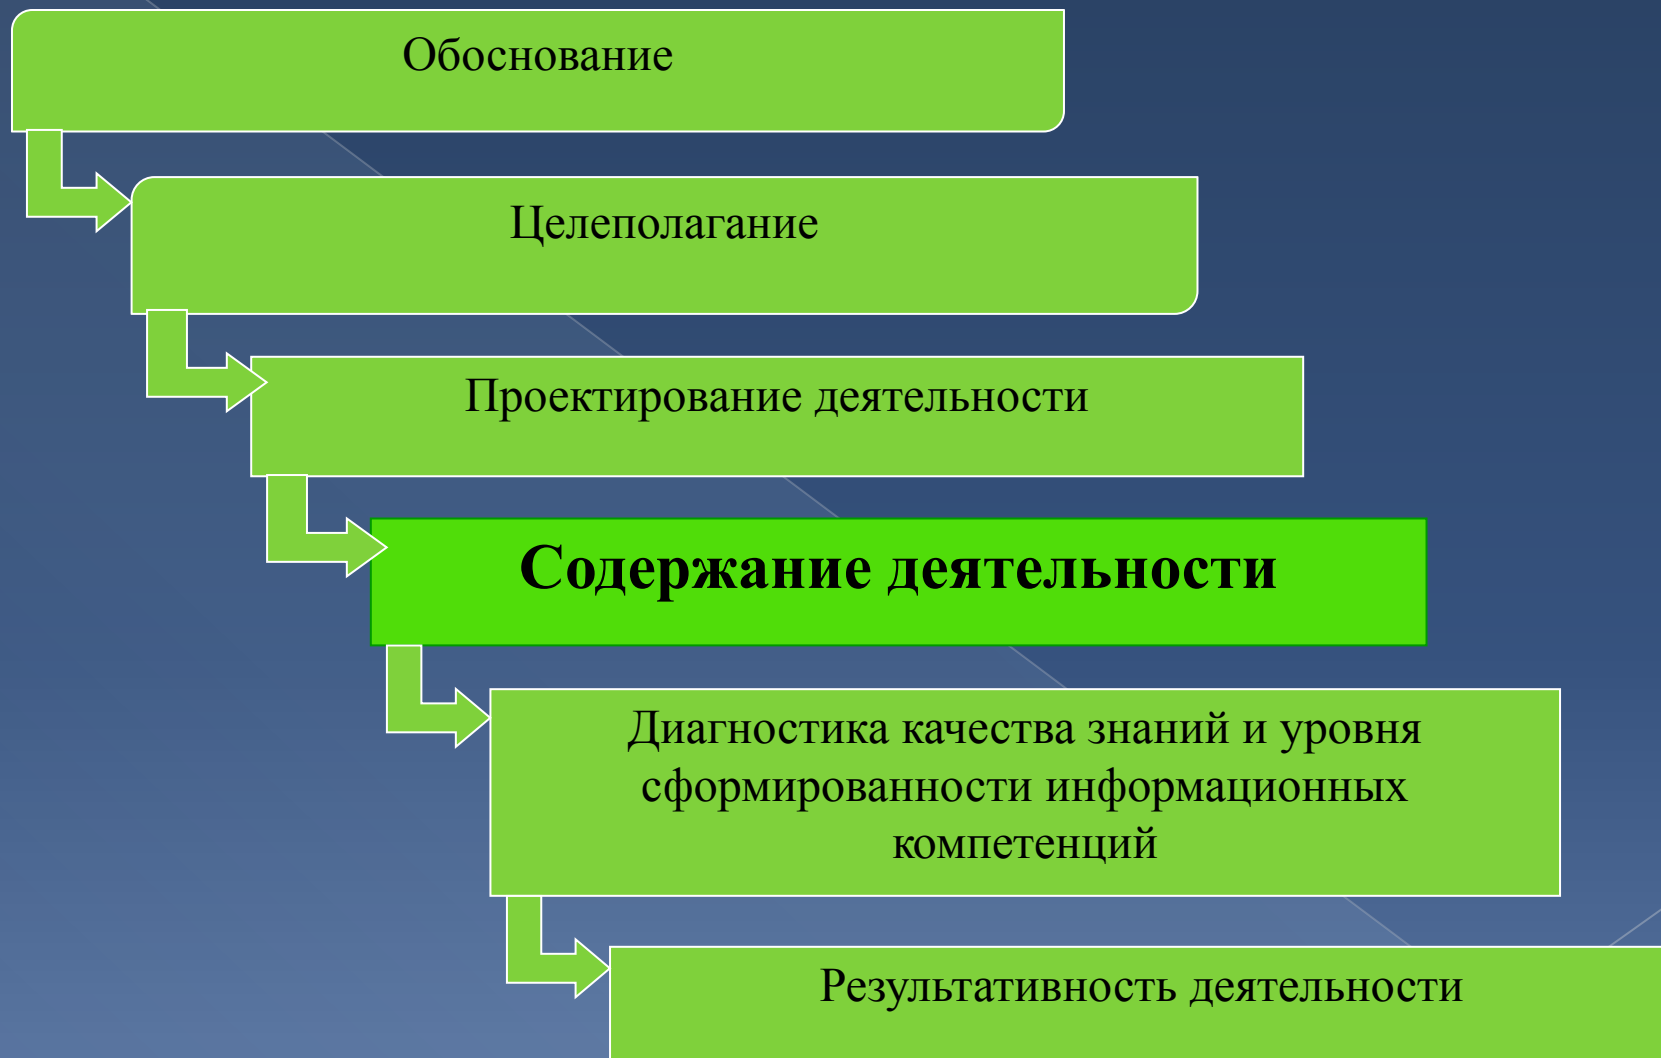 Обоснование
Целеполагание
Проектирование деятельности
Содержание деятельности
Диагностика качества знаний и уровня
сформированности информационных
компетенций
Результативность деятельности